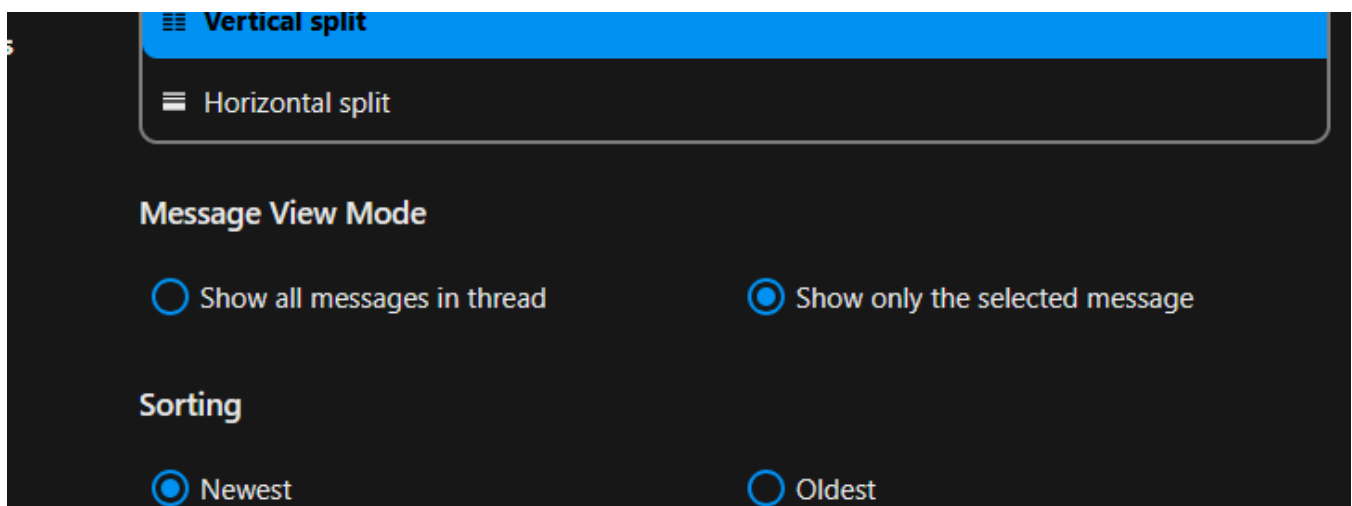 Vertical split
s
Horizontal split
Message View Mode
Show all messages in thread
Show only the selected message
Sorting
Newest
Oldest